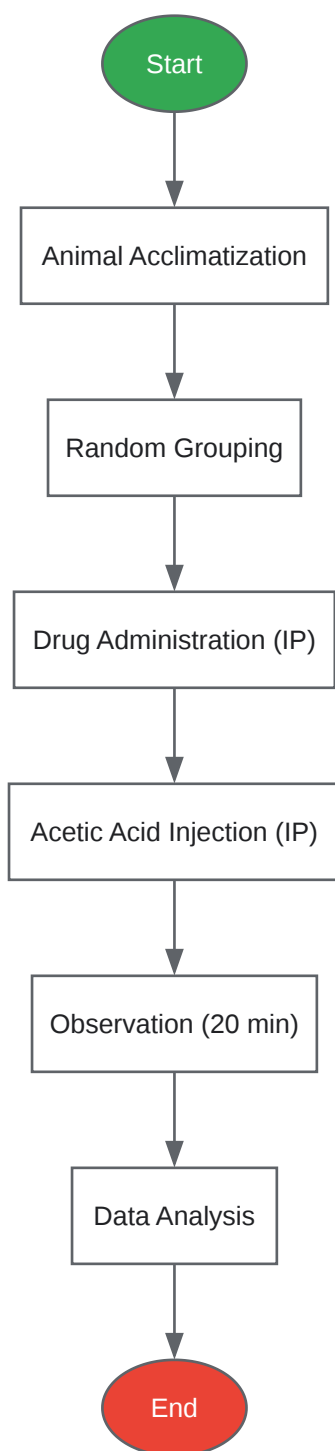 Start
Animal Acclimatization
Random Grouping
Drug Administration (IP)
Acetic Acid Injection (IP)
Observation (20 min)
Data Analysis
End